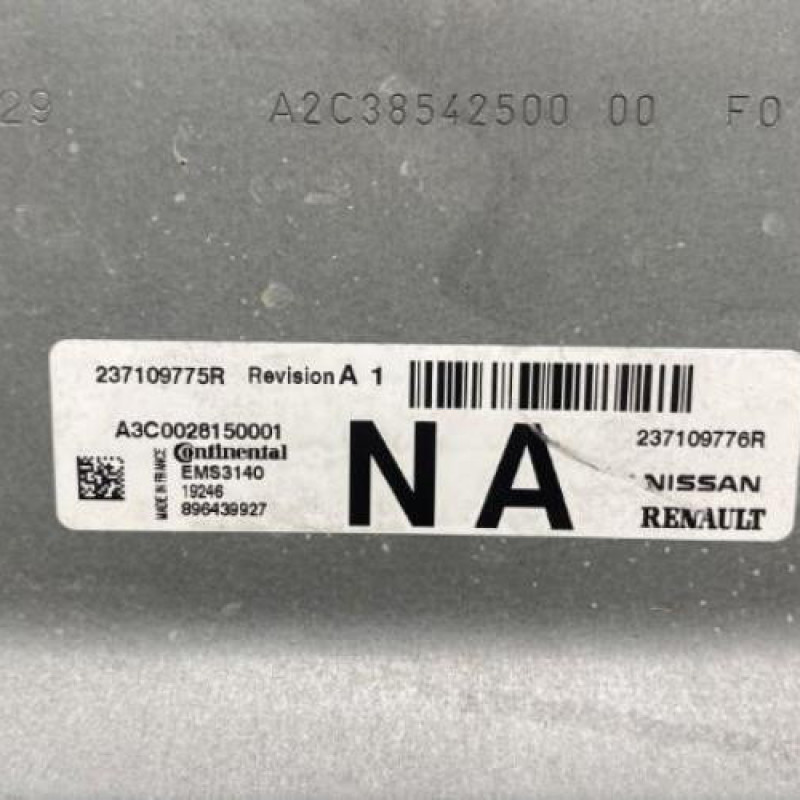 29 A2C38542500 00 F0
237109775R Revision A 1
A3C0028150001
Continental
EMS3140
19246
896439927
MADE IN FRANCE
NA
237109776R
NISSAN
RENAULT